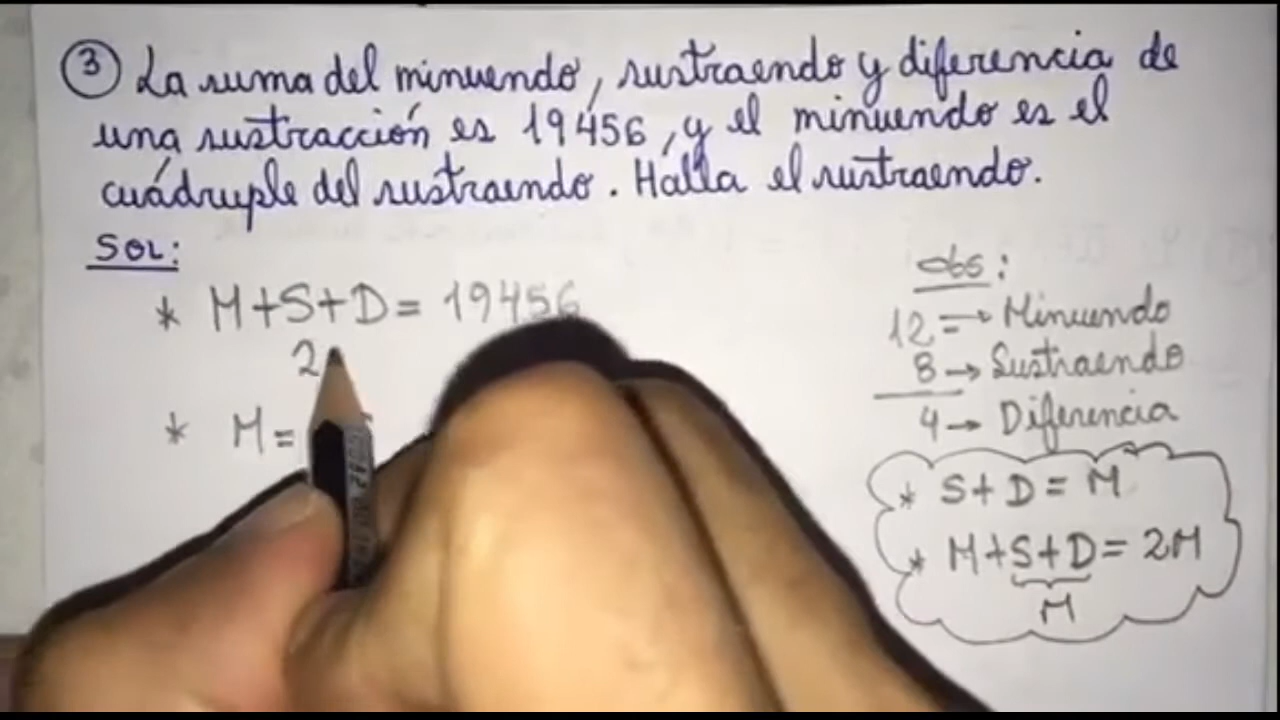 ③ La suma del minuendo, sustraendo y diferencia de
una sustracción es 19456, y el minuendo es el
cuádruple del sustraendo. Halla el sustraendo.
SOL:
* M+S+D= 19456
2
* M=
obs:
12 → Minuendo
8 → Sustraendo
4 → Diferencia
* S+D=M
* M+S+D=2M
M